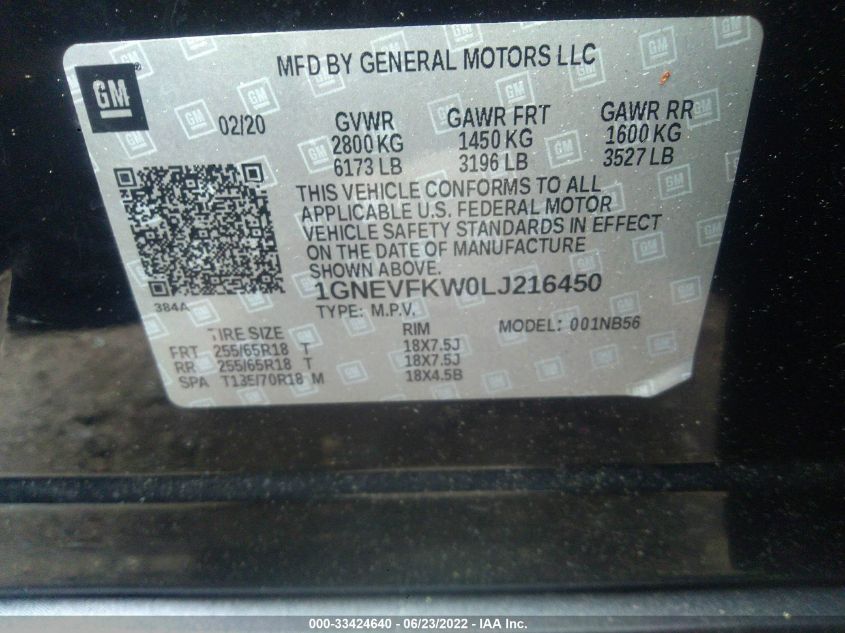 MFD BY GENERAL MOTORS LLC
GM
02/20 GVWR GAWR FRT GAWR RR
2800 KG 1450 KG 1600 KG
6173 LB 3196 LB 3527 LB
THIS VEHICLE CONFORMS TO ALL
APPLICABLE U.S. FEDERAL MOTOR
VEHICLE SAFETY STANDARDS IN EFFECT
ON THE DATE OF MANUFACTURE
SHOWN ABOVE.
384A
1GNEVFKW0LJ216450
TYPE: M.P.V. MODEL: 001NB56
TIRE SIZE RIM
FRT 255/65R18 T 18X7.5J
RR 255/65R18 T 18X7.5J
SPA T135/70R18 M 18X4.5B
000-33424640 - 06/23/2022 - IAA Inc.